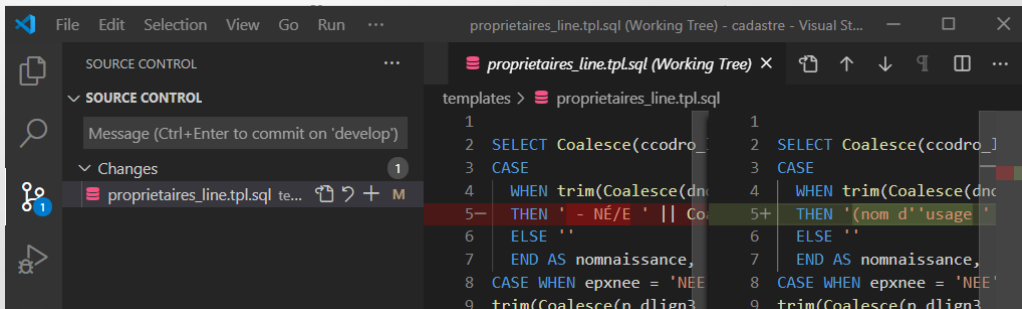 File Edit Selection View Go Run ··· proprietaires_line.tpl.sql (Working Tree) - cadastre - Visual St...
SOURCE CONTROL ···
SOURCE CONTROL
Message (Ctrl+Enter to commit on 'develop')
Changes 1
proprietaires_line.tpl.sql te... M
1
proprietaires_line.tpl.sql (Working Tree)
templates > proprietaires_line.tpl.sql
1
2 SELECT Coalesce(ccodro_
3 CASE
4 WHEN trim(Coalesce(dn
5- THEN ' - NÉ/E ' || Co
6 ELSE ''
7 END AS nomnaissance,
8 CASE WHEN epxnee = 'NEE
9 trim(Coalesce(p.dlign3
1
2 SELECT Coalesce(ccodro_
3 CASE
4 WHEN trim(Coalesce(dn
5+ THEN '(nom d''usage '
6 ELSE ''
7 END AS nomnaissance,
8 CASE WHEN epxnee = 'NEE'
9 trim(Coalesce(p.dlign3